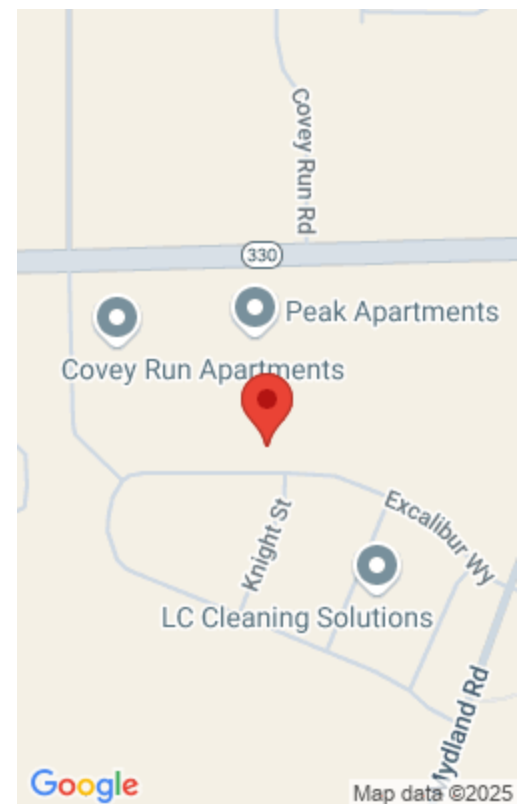 Covey Run Rd
330
Peak Apartments
Covey Run Apartments
Knight St
Excalibur Wy
LC Cleaning Solutions
Mydland Rd
Google
Map data ©2025